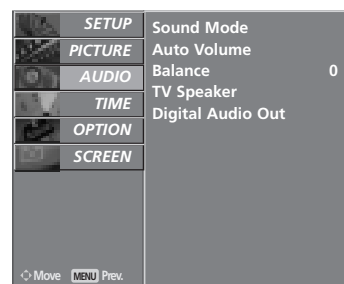 SETUP
PICTURE
AUDIO
TIME
OPTION
SCREEN
Move MENU Prev.
Sound Mode
Auto Volume
Balance 0
TV Speaker
Digital Audio Out